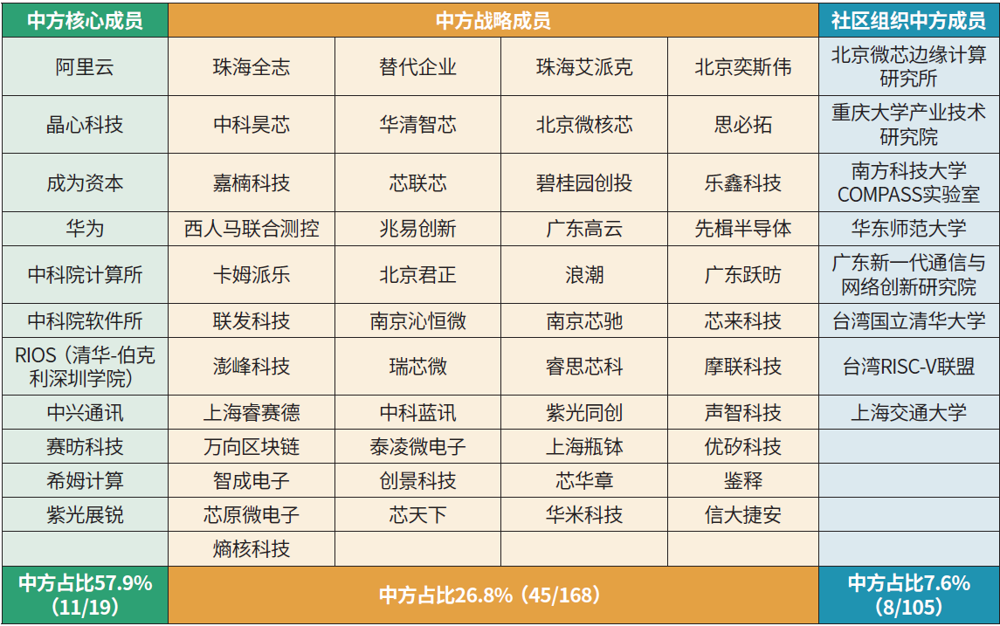 中方核心成员 中方战略成员 社区组织中方成员
阿里云 珠海全志 替代企业 珠海艾派克 北京奕斯伟 北京微芯边缘计算
研究所
晶心科技 中科昊芯 华清智芯 北京微核芯 思必拓 重庆大学产业技术
研究院
成为资本 嘉楠科技 芯联芯 碧桂园创投 乐鑫科技 南方科技大学
COMPASS实验室
华为 西人马联合测控 兆易创新 广东高云 先楫半导体 华东师范大学
中科院计算所 卡姆派乐 北京君正 浪潮 广东跃昉 广东新一代通信与
网络创新研究院
中科院软件所 联发科技 南京沁恒微 南京芯驰 芯来科技 台湾国立清华大学
RIOS（清华-伯克
利深圳学院） 澎峰科技 瑞芯微 睿思芯科 摩联科技 台湾RISC-V联盟
中兴通讯 上海睿赛德 中科蓝讯 紫光同创 声智科技 上海交通大学
赛昉科技 万向区块链 泰凌微电子 上海瓶钵 优矽科技
希姆计算 智成电子 创景科技 芯华章 鉴释
紫光展锐 芯原微电子 芯天下 华米科技 信大捷安
熵核科技
中方占比57.9%
（11/19） 中方占比26.8%（45/168） 中方占比7.6%
（8/105）